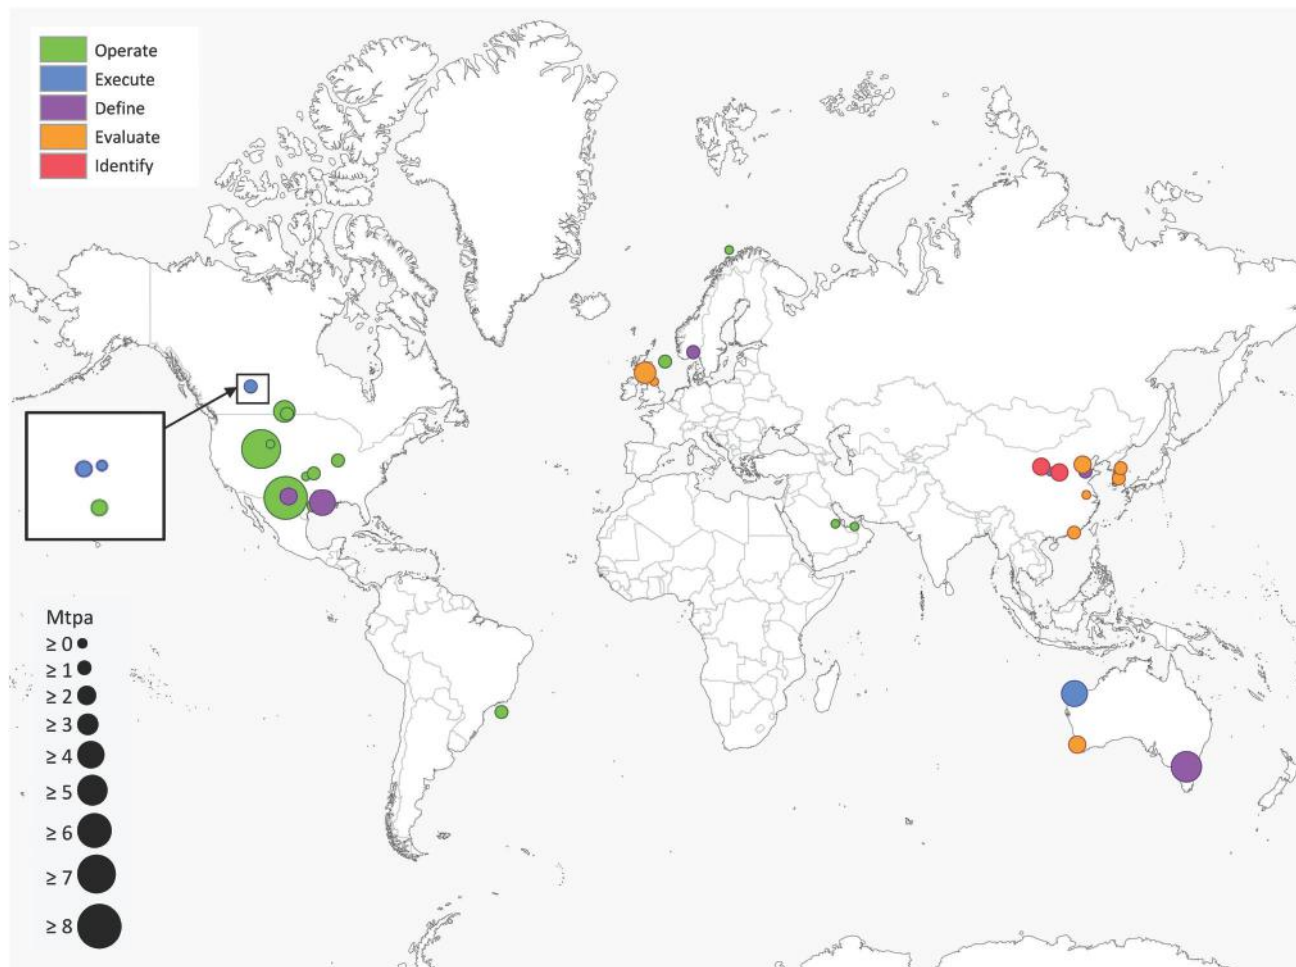 Operate
Execute
Define
Evaluate
Identify
Mtpa
≥ 0
≥ 1
≥ 2
≥ 3
≥ 4
≥ 5
≥ 6
≥ 7
≥ 8